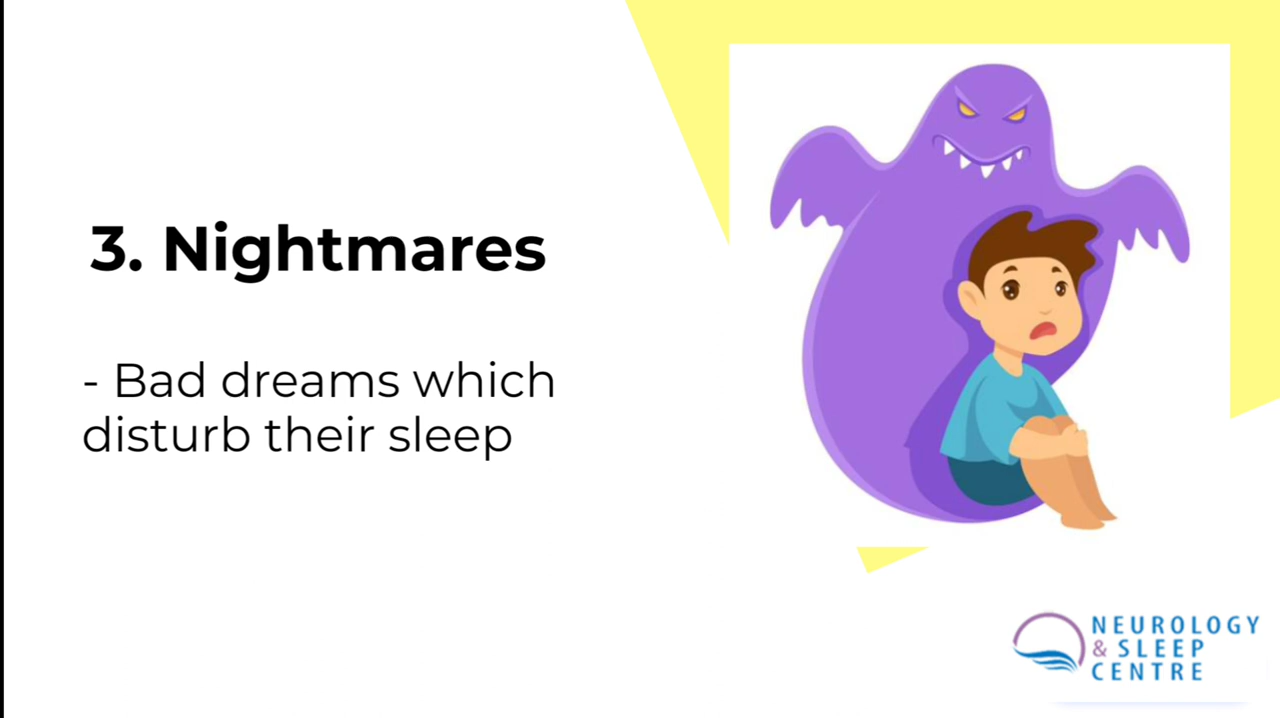 3. Nightmares
- Bad dreams which
disturb their sleep
NEUROLOGY
& SLEEP
CENTRE